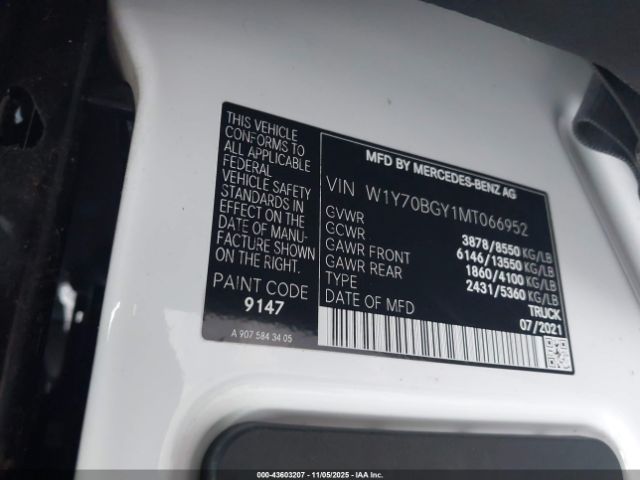 THIS VEHICLE
CONFORMS TO
ALL APPLICABLE
FEDERAL
VEHICLE SAFETY
STANDARDS IN
EFFECT ON THE
DATE OF MANU-
FACTURE SHOWN
ON THE RIGHT.
PAINT CODE
9147
A 907 584 34 05
MFD BY MERCEDES-BENZ AG
VIN W1Y70BGY1MT066952
GVWR 3878/8550 KG/LB
CCWR 6146/13550 KG/LB
GAWR FRONT 1860/4100 KG/LB
GAWR REAR 2431/5360 KG/LB
TYPE TRUCK
DATE OF MFD 07/2021
000-43603207 - 11/05/2025 - IAA Inc.